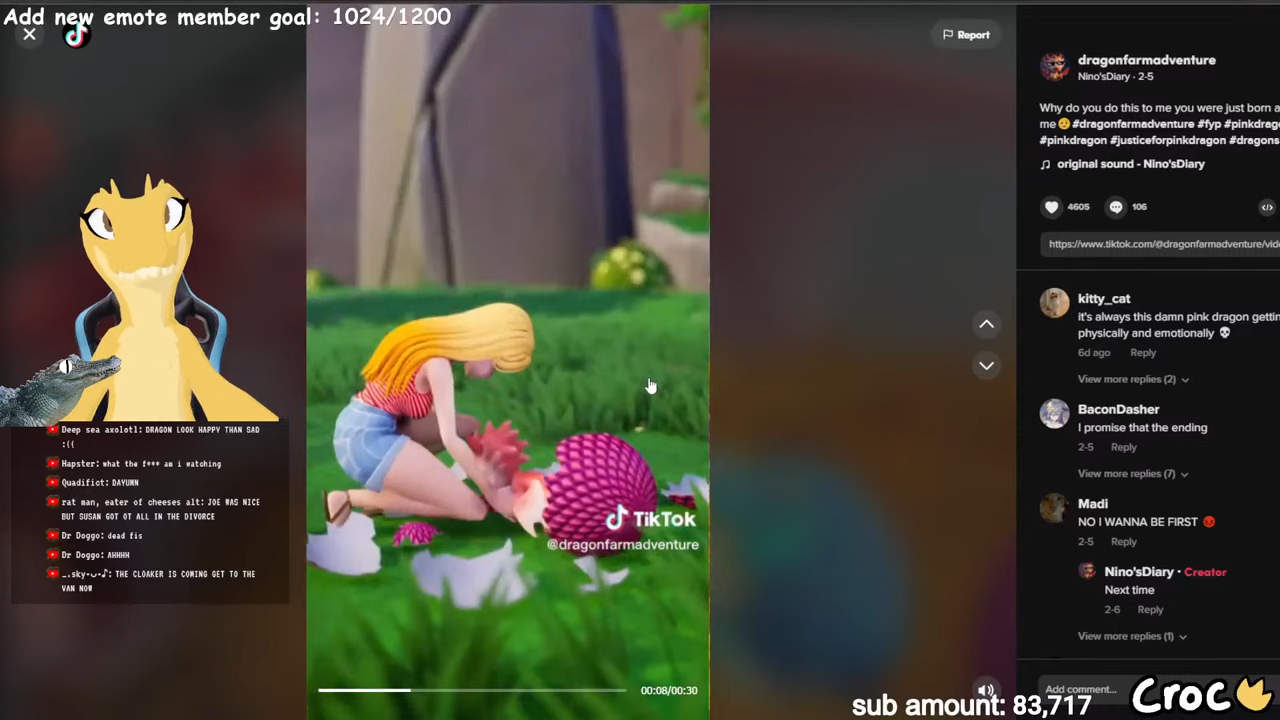 Add new emote member goal: 1024/1200
Report
dragonfarmadventure
Nino'sDiary · 2-5
Why do you do this to me you were just born a
me😢#dragonfarmadventure #fyp #pinkdrag
#pinkdragon #justiceforpinkdragon #dragons
original sound - Nino'sDiary
4605
106
https://www.tiktok.com/@dragonfarmadventure/vid
kitty_cat
it's always this damn pink dragon getting
physically and emotionally 💀
6d ago Reply
View more replies (2)
BaconDasher
I promise that the ending
2-5 Reply
View more replies (7)
Madi
NO I WANNA BE FIRST 😡
2-5 Reply
Nino'sDiary · Creator
Next time
2-6 Reply
View more replies (1)
Add comment...
Deep sea axolotl: DRAGON LOOK HAPPY THAN SAD
:((
Hapster: what the f*** am i watching
Quadifict: DAYUMN
rat man, eater of cheeses alt: JOE WAS NICE
BUT SUSAN GOT OT ALL IN THE DIVORCE
Dr Doggo: dead fis
Dr Doggo: AHHHH
_.sky•ᴗ•♪: THE CLOAKER IS COMING GET TO THE
VAN NOW
TikTok
@dragonfarmadventure
00:08/00:30
sub amount: 83,717
Croc